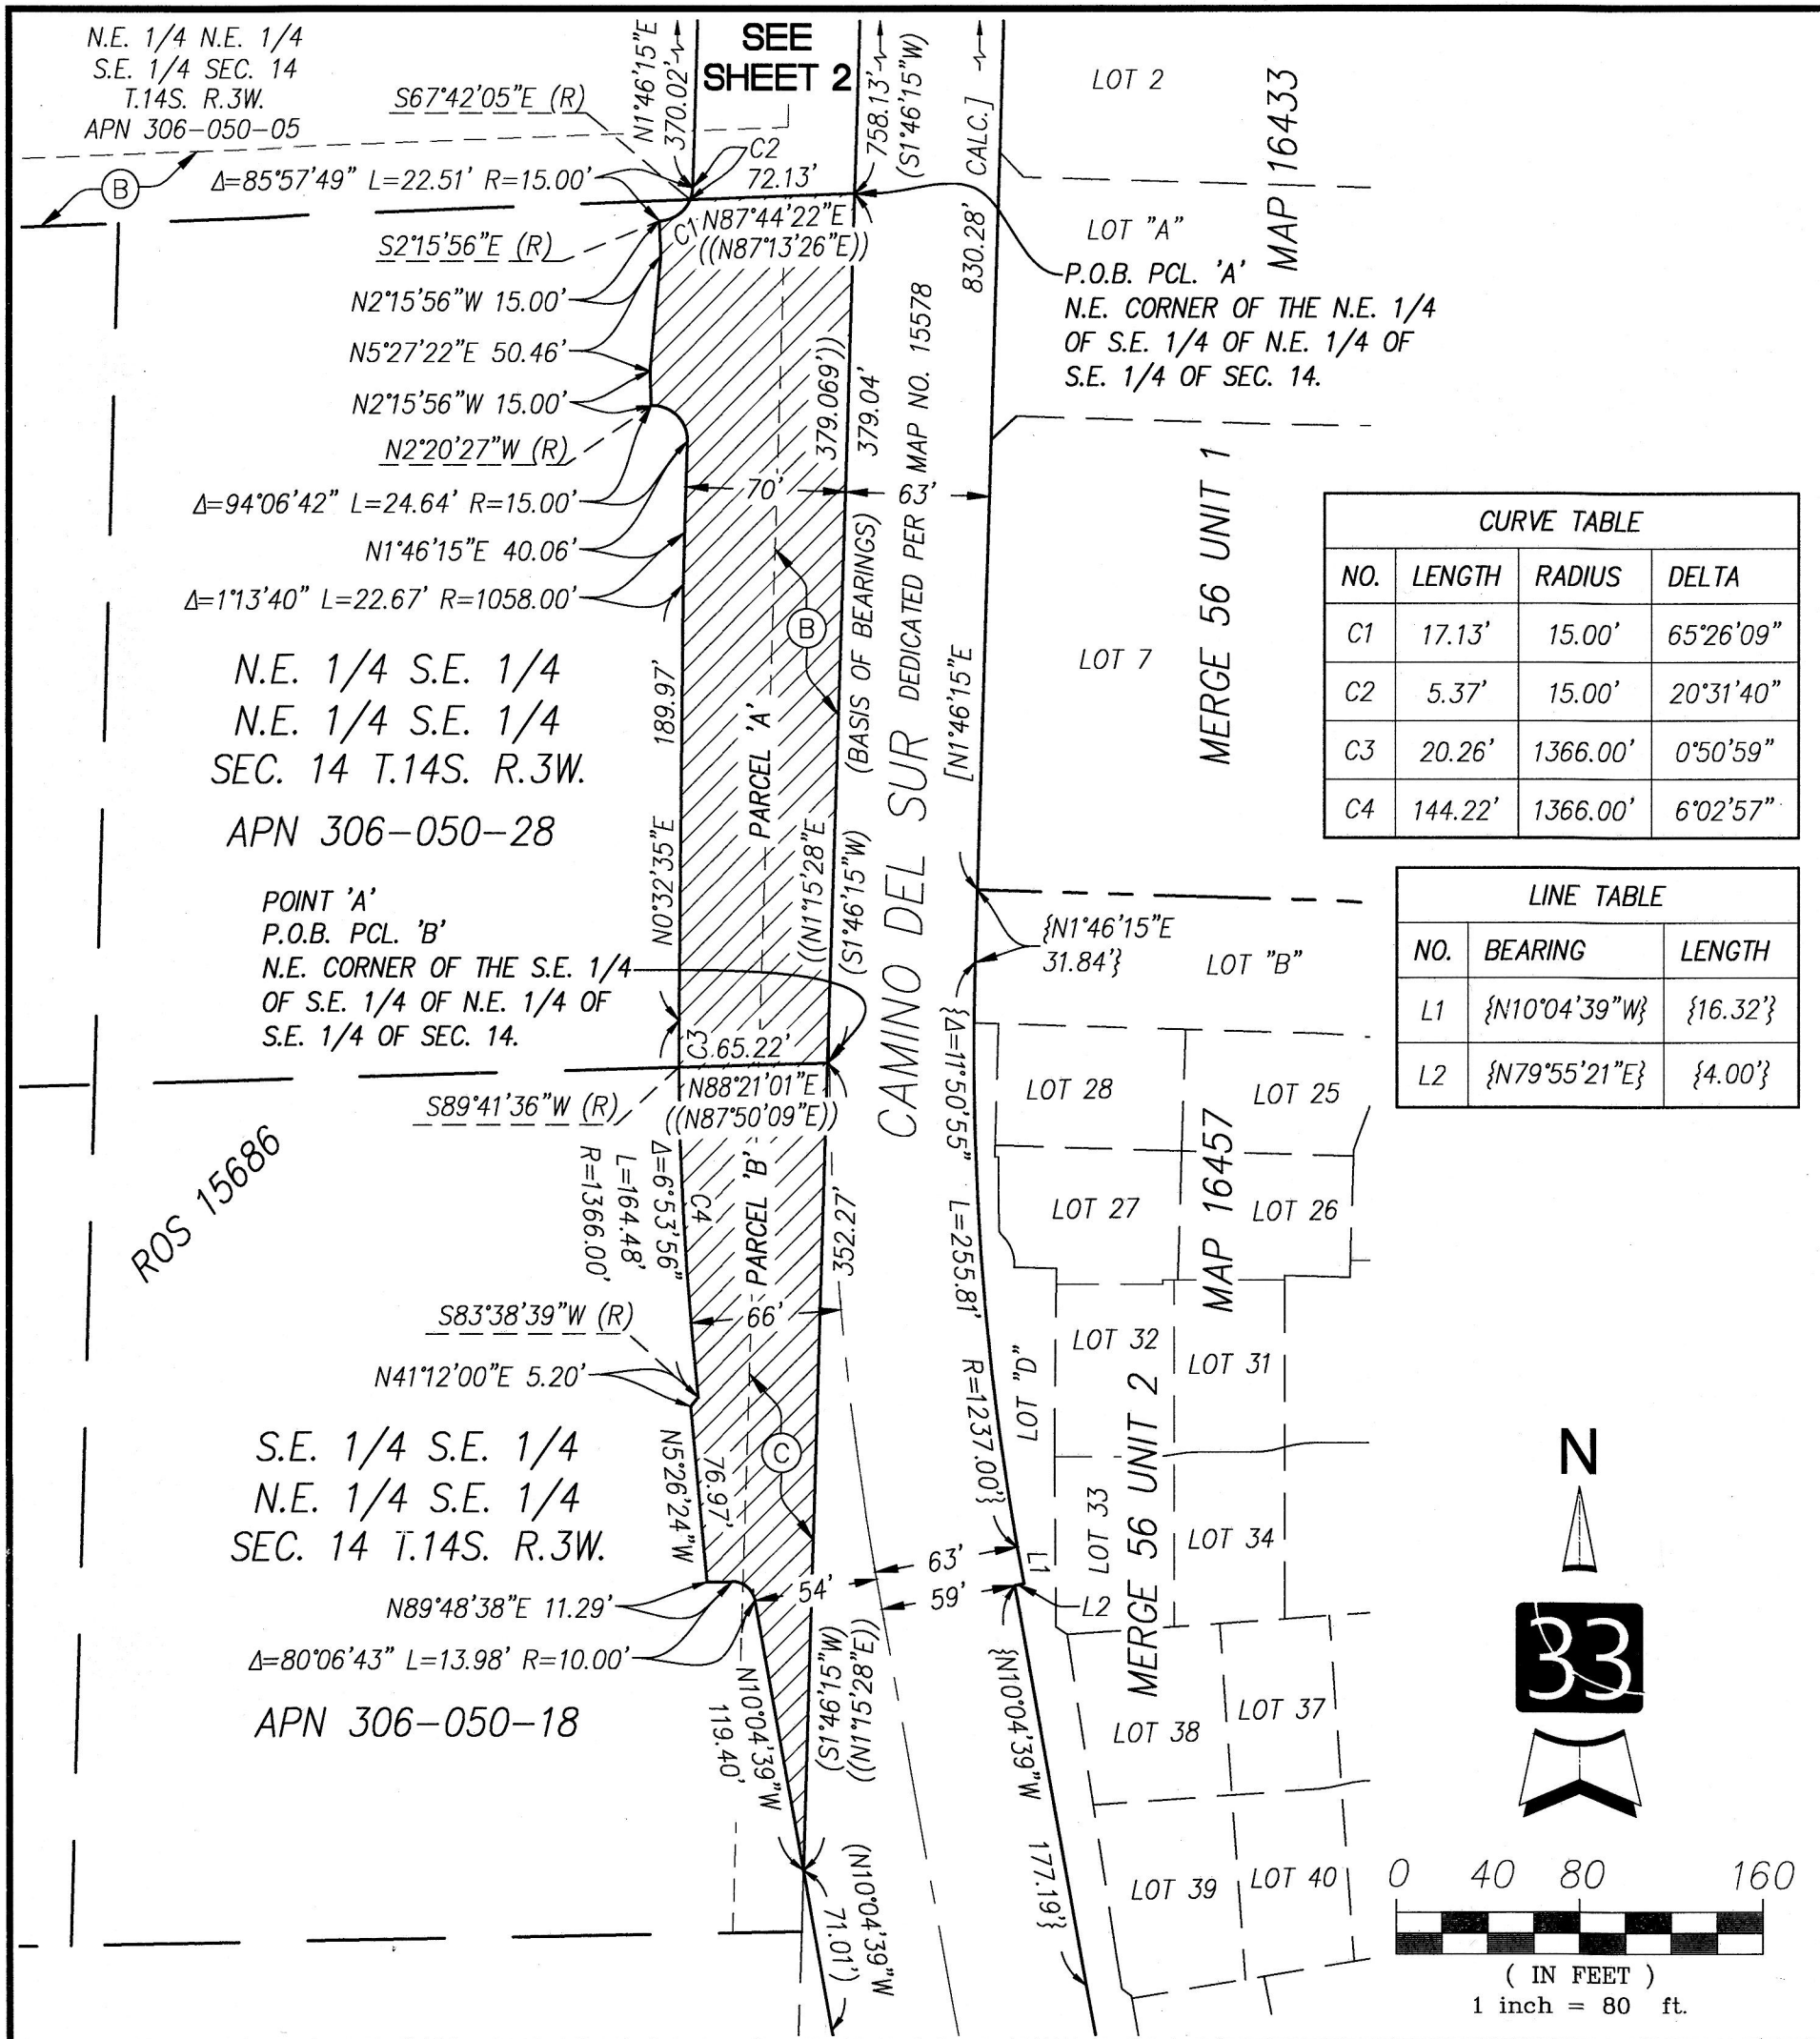 N.E. 1/4 N.E. 1/4
S.E. 1/4 SEC. 14
T.14S. R.3W.
APN 306-050-05
S67°42'05"E (R)
N1°46'15"E
370.02'
SEE
SHEET 2
758.13'
(S1°46'15"W)
830.28' CALC.]
LOT 2
MAP 16433
B
Δ=85°57'49" L=22.51' R=15.00'
C2
72.13'
C1
N87°44'22"E
((N87°13'26"E))
LOT "A"
S2°15'56"E (R)
P.O.B. PCL. 'A'
N.E. CORNER OF THE N.E. 1/4
OF S.E. 1/4 OF N.E. 1/4 OF
S.E. 1/4 OF SEC. 14.
N2°15'56"W 15.00'
N5°27'22"E 50.46'
N2°15'56"W 15.00'
N2°20'27"W (R)
379.069'))
379.04'
DEDICATED PER MAP NO. 15578
Δ=94°06'42" L=24.64' R=15.00'
70'
63'
N1°46'15"E 40.06'
Δ=1°13'40" L=22.67' R=1058.00'
B
(BASIS OF BEARINGS)
[N1°46'15"E
LOT 7
MERGE 56 UNIT 1
CURVE TABLE
NO. LENGTH RADIUS DELTA
C1 17.13' 15.00' 65°26'09"
C2 5.37' 15.00' 20°31'40"
C3 20.26' 1366.00' 0°50'59"
C4 144.22' 1366.00' 6°02'57"
N.E. 1/4 S.E. 1/4
N.E. 1/4 S.E. 1/4
SEC. 14 T.14S. R.3W.
APN 306-050-28
189.97'
N0°32'35"E
PARCEL 'A'
((N1°15'28"E
(S1°46'15"W)
CAMINO DEL SUR
POINT 'A'
P.O.B. PCL. 'B'
N.E. CORNER OF THE S.E. 1/4
OF S.E. 1/4 OF N.E. 1/4 OF
S.E. 1/4 OF SEC. 14.
{N1°46'15"E
31.84'}
LOT "B"
LINE TABLE
NO. BEARING LENGTH
L1 {N10°04'39"W} {16.32'}
L2 {N79°55'21"E} {4.00'}
C3
65.22'
N88°21'01"E
((N87°50'09"E))
S89°41'36"W (R)
{Δ=11°50'55" L=255.81' R=1237.00'}
LOT 28
LOT 25
LOT 27
LOT 26
MAP 16457
ROS 15686
Δ=6°53'56"
L=164.48'
R=1366.00'
C4
PARCEL 'B'
352.27'
S83°38'39"W (R)
66'
LOT 32
LOT 31
LOT "D"
N41°12'00"E 5.20'
S.E. 1/4 S.E. 1/4
N.E. 1/4 S.E. 1/4
SEC. 14 T.14S. R.3W.
N5°26'24"W
76.97'
C
LOT 33
MERGE 56 UNIT 2
LOT 34
N
63'
L1
54'
59'
L2
N89°48'38"E 11.29'
Δ=80°06'43" L=13.98' R=10.00'
APN 306-050-18
N10°04'39"W
119.40'
(S1°46'15"W)
((N1°15'28"E))
{N10°04'39"W 177.19'}
LOT 38
LOT 37
33
LOT 39
LOT 40
(N10°04'39"W
71.01')
0 40 80 160
( IN FEET )
1 inch = 80 ft.